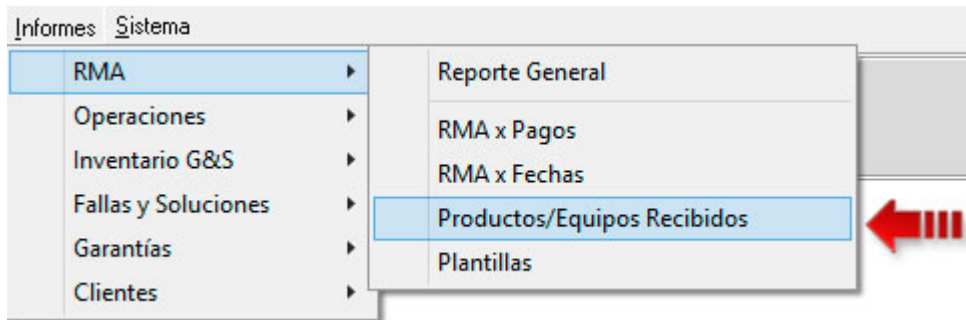 Informes Sistema
RMA
Operaciones
Inventario G&S
Fallas y Soluciones
Garantías
Clientes
Reporte General
RMA x Pagos
RMA x Fechas
Productos/Equipos Recibidos
Plantillas